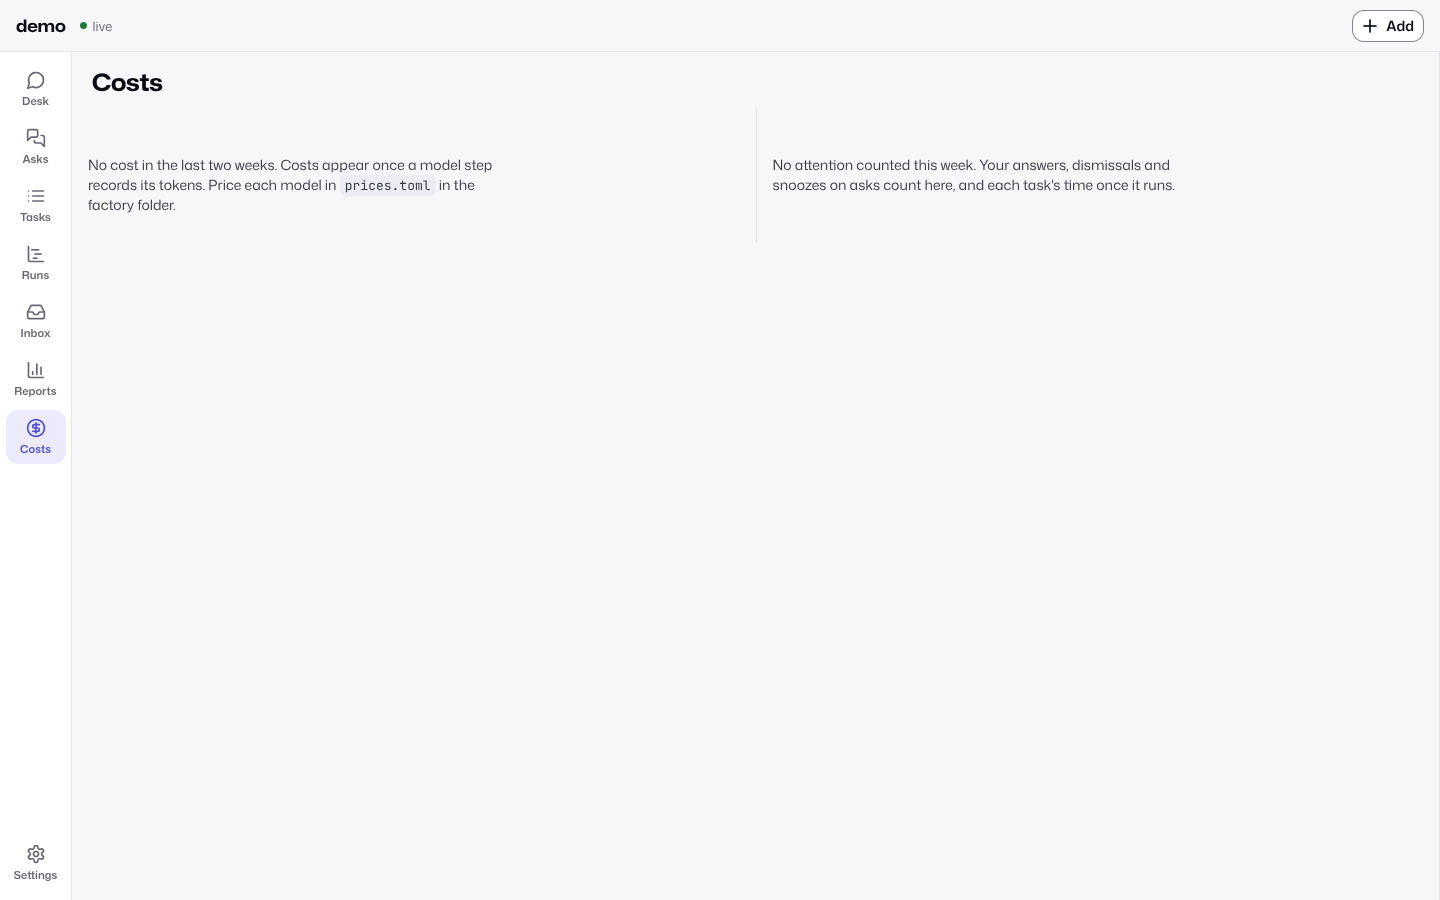 demo
live
Add
Desk
Asks
Tasks
Runs
Inbox
Reports
Costs
Settings
Costs
No cost in the last two weeks. Costs appear once a model step
records its tokens. Price each model in prices.toml in the
factory folder.
No attention counted this week. Your answers, dismissals and
snoozes on asks count here, and each task's time once it runs.